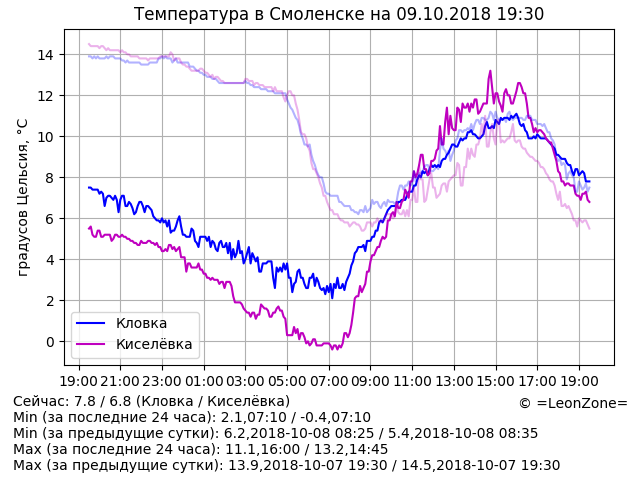 Температура в Смоленске на 09.10.2018 19:30
градусов Цельсия, °C
14
12
10
8
6
4
2
0
Кловка
Киселёвка
19:00 21:00 23:00 01:00 03:00 05:00 07:00 09:00 11:00 13:00 15:00 17:00 19:00
Сейчас: 7.8 / 6.8 (Кловка / Киселёвка)
© =LeonZone=
Min (за последние 24 часа): 2.1,07:10 / -0.4,07:10
Min (за предыдущие сутки): 6.2,2018-10-08 08:25 / 5.4,2018-10-08 08:35
Max (за последние 24 часа): 11.1,16:00 / 13.2,14:45
Max (за предыдущие сутки): 13.9,2018-10-07 19:30 / 14.5,2018-10-07 19:30